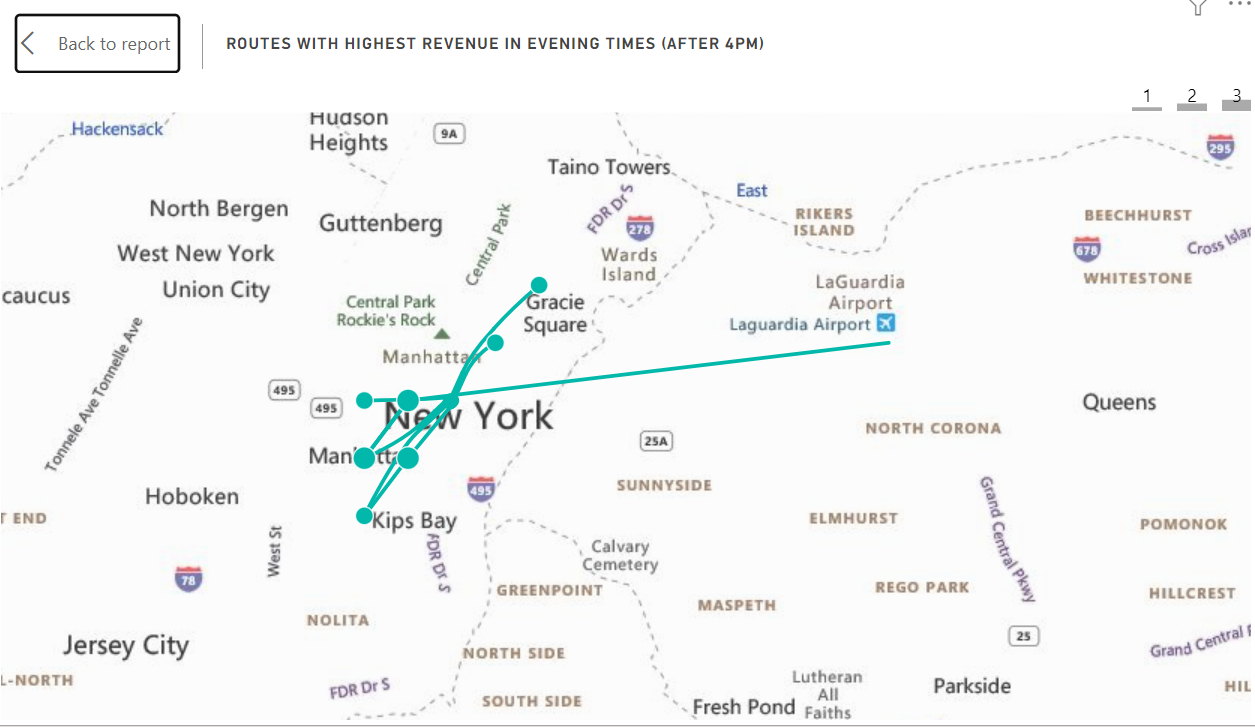 Back to report
ROUTES WITH HIGHEST REVENUE IN EVENING TIMES (AFTER 4PM)
1 2 3
Hackensack
Hudson
Heights
9A
295
Taino Towers
East
FDR Dr S
North Bergen
Guttenberg
Central Park
278
RIKERS
ISLAND
BEECHHURST
678
Cross Islan
West New York
Wards
Island
WHITESTONE
caucus
Union City
Central Park
Rockie's Rock
Gracie
Square
LaGuardia
Airport
Laguardia Airport
Manhattan
Tonnele Ave Tonnelle Ave
495
495
New York
Queens
NORTH CORONA
25A
Manhatta
Hoboken
495
SUNNYSIDE
Grand Central Pkwy
T END
Kips Bay
ELMHURST
POMONOK
West St
FDR Dr S
Calvary
Cemetery
78
GREENPOINT
REGO PARK
HILLCREST
MASPETH
NOLITA
25
Jersey City
NORTH SIDE
Grand Central P
L-NORTH
FDR Dr S
SOUTH SIDE
Lutheran
All
Faiths
Fresh Pond
Parkside
HIL